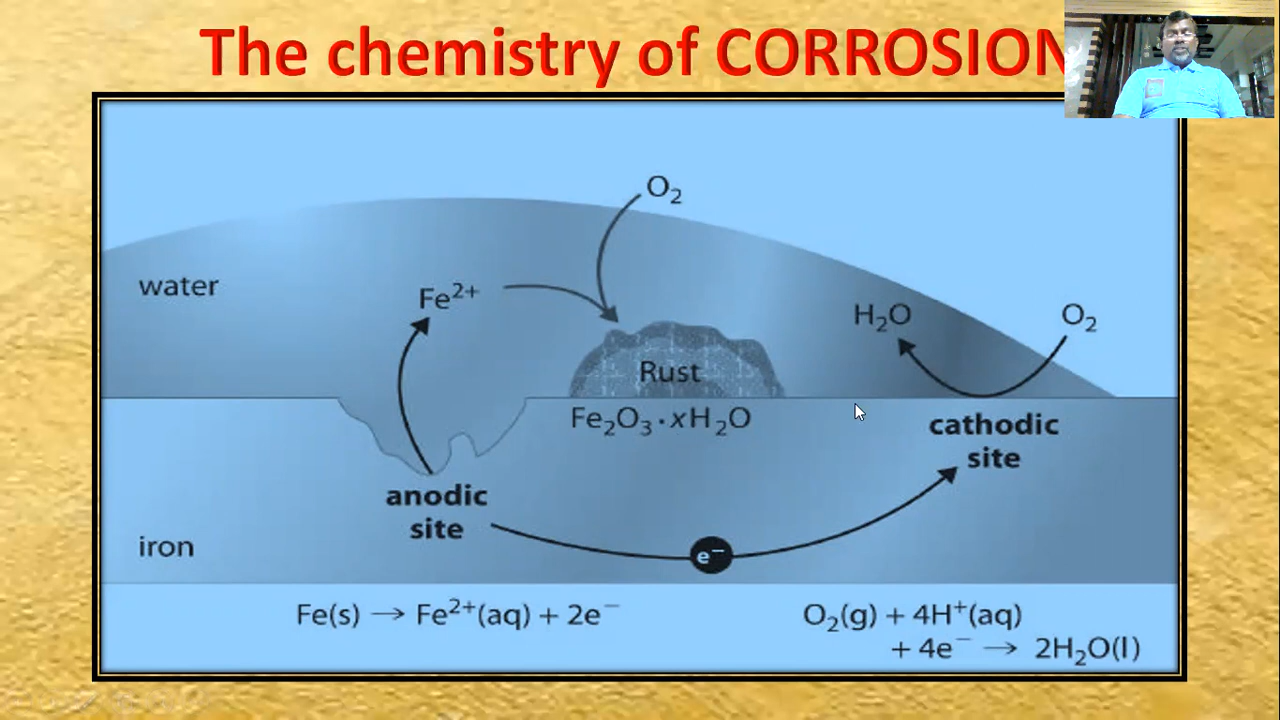 The chemistry of CORROSION
O₂
water
Fe²⁺
H₂O
O₂
Rust
Fe₂O₃·xH₂O
cathodic
site
anodic
site
iron
e⁻
Fe(s) → Fe²⁺(aq) + 2e⁻
O₂(g) + 4H⁺(aq)
+ 4e⁻ → 2H₂O(l)